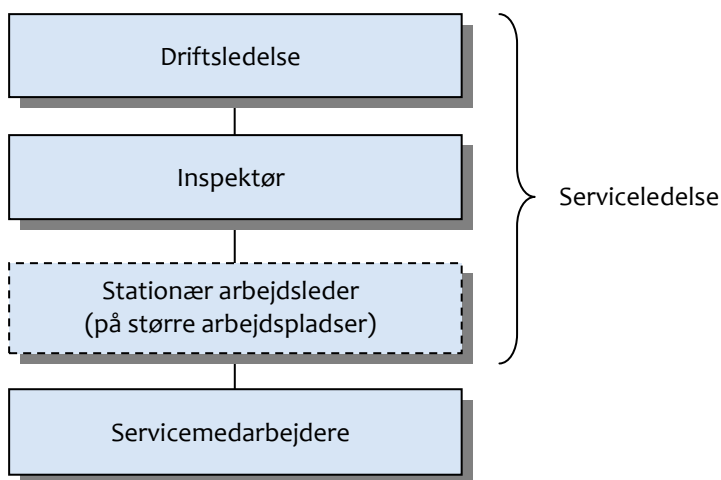 Driftsledelse
Inspektør
Serviceledelse
Stationær arbejdsleder
(på større arbejdspladser)
Servicemedarbejdere